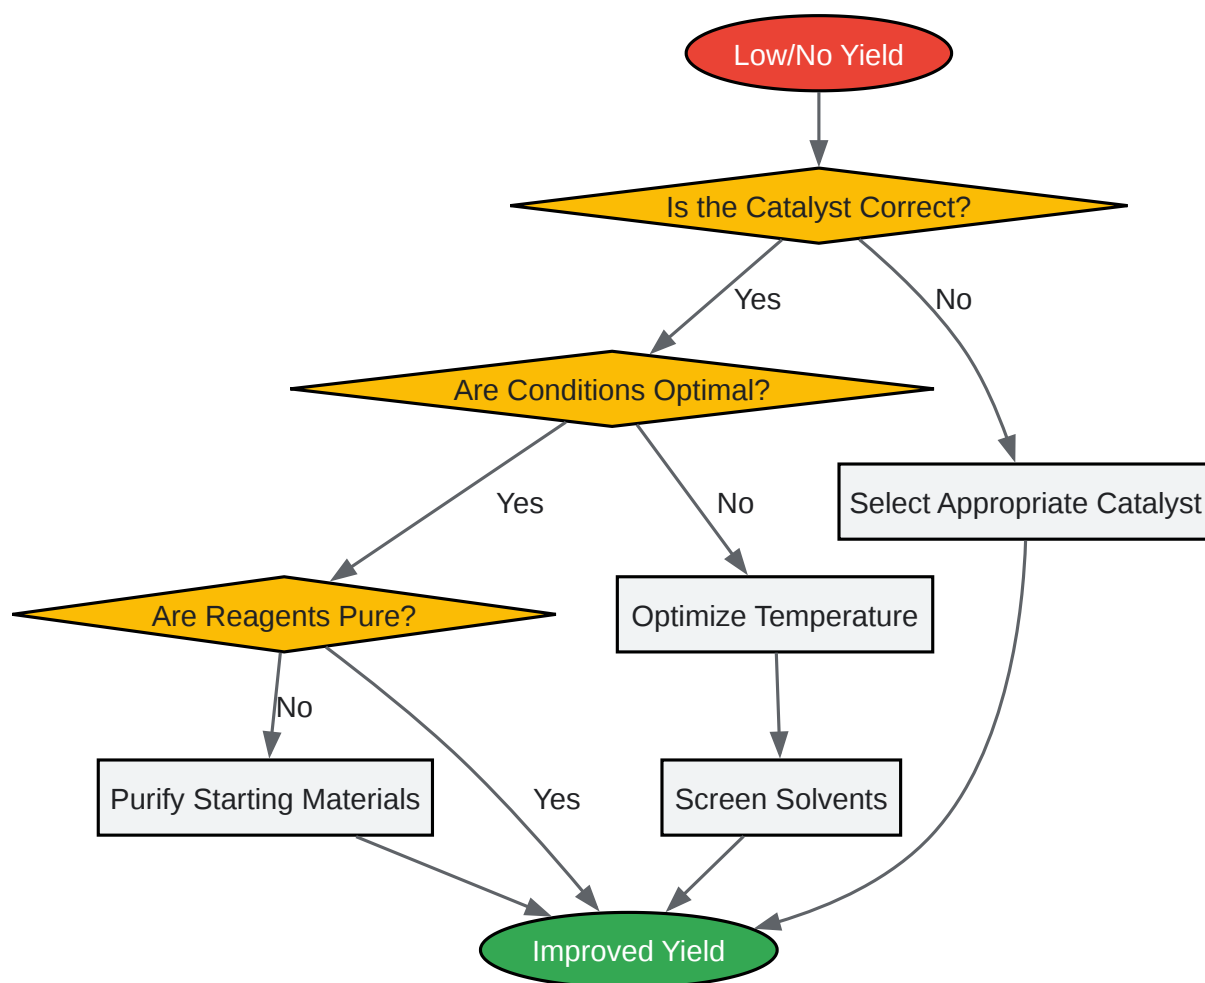 Low/No Yield
Is the Catalyst Correct?
Yes
No
Are Conditions Optimal?
Yes
No
Select Appropriate Catalyst
Are Reagents Pure?
Optimize Temperature
No
Purify Starting Materials
Yes
Screen Solvents
Improved Yield